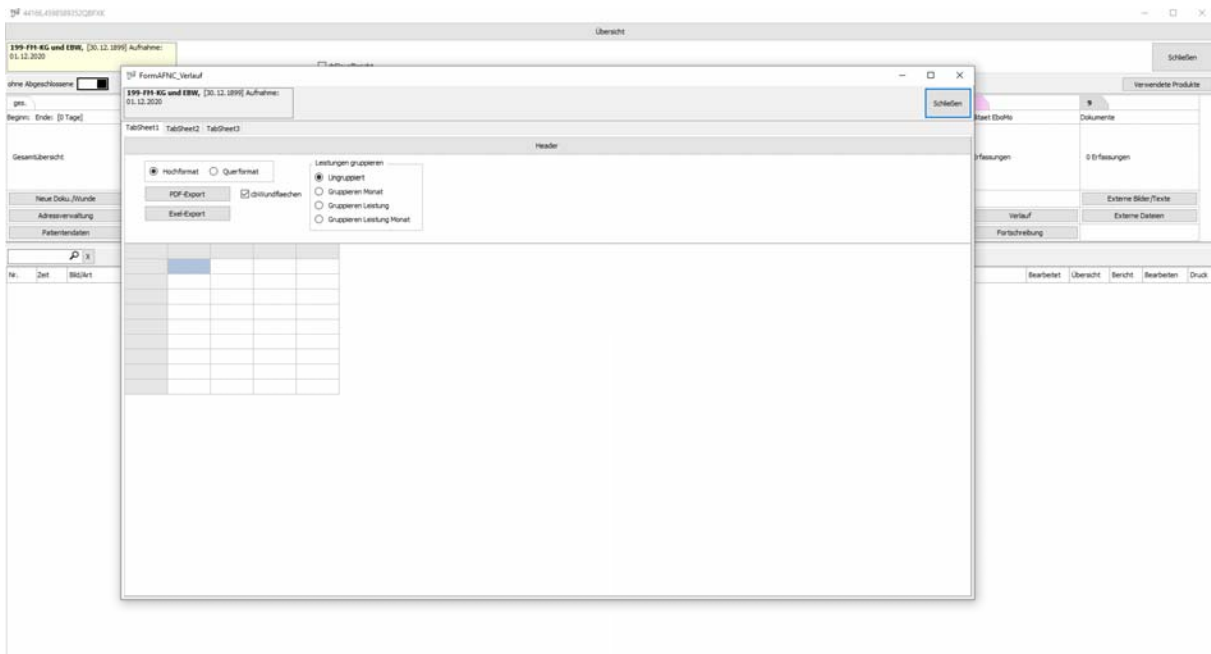 Übersicht
199-FM-KG und EBW, [30.12.1899] Aufnahme:
01.12.2020
Schließen
ohne Abgeschlossene
Verwendete Produkte
ges.
9
Beginn: Ende: [0 Tage]
Dokumente
Gesamtübersicht
0 Erfassungen
Neue Doku./Wunde
Externe Bilder/Texte
Adressverwaltung
Verlauf
Externe Dateien
Patientendaten
Fortschreibung
X
Nr. Zeit Bild/Art
Bearbeitet Übersicht Bericht Bearbeiten Druck
FormAFNC_Verlauf
199-FM-KG und EBW, [30.12.1899] Aufnahme:
01.12.2020
Schließen
TabSheet1 TabSheet2 TabSheet3
Header
Hochformat Querformat
PDF-Export
cbWundflaechen
Exel-Export
Leistungen gruppieren
Ungruppiert
Gruppieren Monat
Gruppieren Leistung
Gruppieren Leistung Monat